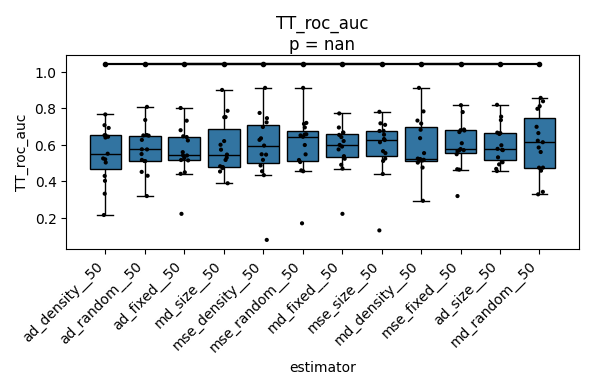 TT_roc_auc
p = nan
TT_roc_auc
1.0
0.8
0.6
0.4
0.2
ad_density__50
ad_random__50
ad_fixed__50
md_size__50
mse_density__50
mse_random__50
md_fixed__50
mse_size__50
md_density__50
mse_fixed__50
ad_size__50
md_random__50
estimator